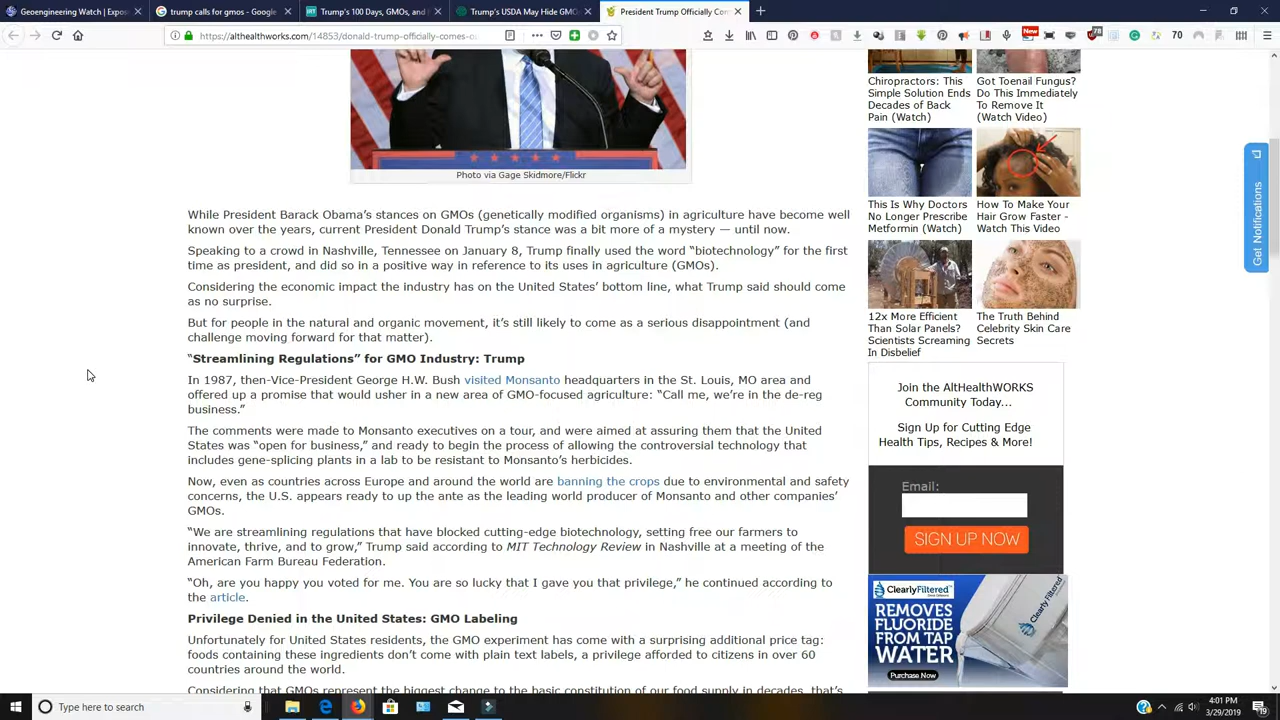 Geoengineering Watch | Expos
trump calls for gmos - Google
Trump's 100 Days, GMOs, and
Trump's USDA May Hide GMO
President Trump Officially Con
https://althealthworks.com/14853/donald-trump-officially-comes-ou
New
78
70
Photo via Gage Skidmore/Flickr
While President Barack Obama's stances on GMOs (genetically modified organisms) in agriculture have become well
known over the years, current President Donald Trump's stance was a bit more of a mystery — until now.
Speaking to a crowd in Nashville, Tennessee on January 8, Trump finally used the word "biotechnology" for the first
time as president, and did so in a positive way in reference to its uses in agriculture (GMOs).
Considering the economic impact the industry has on the United States' bottom line, what Trump said should come
as no surprise.
But for people in the natural and organic movement, it's still likely to come as a serious disappointment (and
challenge moving forward for that matter).
"Streamlining Regulations" for GMO Industry: Trump
In 1987, then-Vice-President George H.W. Bush visited Monsanto headquarters in the St. Louis, MO area and
offered up a promise that would usher in a new area of GMO-focused agriculture: "Call me, we're in the de-reg
business."
The comments were made to Monsanto executives on a tour, and were aimed at assuring them that the United
States was "open for business," and ready to begin the process of allowing the controversial technology that
includes gene-splicing plants in a lab to be resistant to Monsanto's herbicides.
Now, even as countries across Europe and around the world are banning the crops due to environmental and safety
concerns, the U.S. appears ready to up the ante as the leading world producer of Monsanto and other companies'
GMOs.
"We are streamlining regulations that have blocked cutting-edge biotechnology, setting free our farmers to
innovate, thrive, and to grow," Trump said according to MIT Technology Review in Nashville at a meeting of the
American Farm Bureau Federation.
"Oh, are you happy you voted for me. You are so lucky that I gave you that privilege," he continued according to
the article.
Privilege Denied in the United States: GMO Labeling
Unfortunately for United States residents, the GMO experiment has come with a surprising additional price tag:
foods containing these ingredients don't come with plain text labels, a privilege afforded to citizens in over 60
countries around the world.
Considering that GMOs represent the biggest change to the basic constitution of our food supply in decades, that's
Chiropractors: This
Simple Solution Ends
Decades of Back
Pain (Watch)
Got Toenail Fungus?
Do This Immediately
To Remove It
(Watch Video)
This Is Why Doctors
No Longer Prescribe
Metformin (Watch)
How To Make Your
Hair Grow Faster -
Watch This Video
12x More Efficient
Than Solar Panels?
Scientists Screaming
In Disbelief
The Truth Behind
Celebrity Skin Care
Secrets
Join the AltHealthWORKS
Community Today...
Sign Up for Cutting Edge
Health Tips, Recipes & More!
Email:
SIGN UP NOW
ClearlyFiltered
REMOVES
FLUORIDE
FROM TAP
WATER
Purchase Now
ClearlyFiltered
Get Notifications
Type here to search
4:01 PM
3/29/2019
19